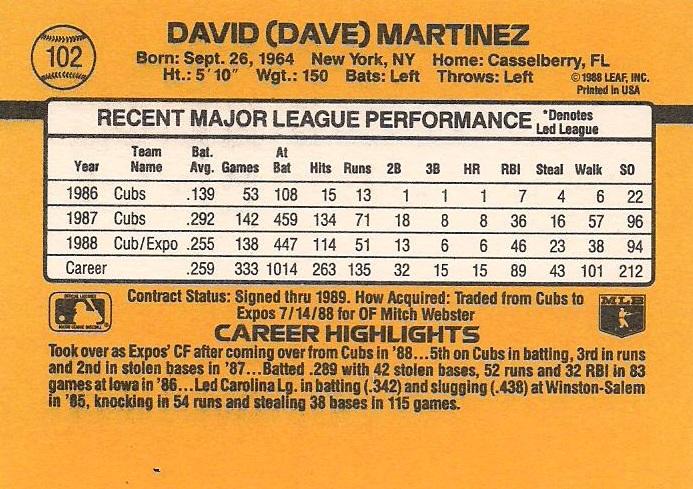 102
DAVID (DAVE) MARTINEZ
Born: Sept. 26, 1964 New York, NY Home: Casselberry, FL
Ht.: 5'10" Wgt.: 150 Bats: Left Throws: Left
©1988 LEAF, INC.
Printed in USA
RECENT MAJOR LEAGUE PERFORMANCE *Denotes Led League
Year Team Name Bat. Avg. Games At Bat Hits Runs 2B 3B HR RBI Steal Walk SO
1986 Cubs .139 53 108 15 13 1 1 1 7 4 6 22
1987 Cubs .292 142 459 134 71 18 8 8 36 16 57 96
1988 Cub/Expo .255 138 447 114 51 13 6 6 46 23 38 94
Career .259 333 1014 263 135 32 15 15 89 43 101 212
Contract Status: Signed thru 1989. How Acquired: Traded from Cubs to
Expos 7/14/88 for OF Mitch Webster
MLB
CAREER HIGHLIGHTS
Took over as Expos' CF after coming over from Cubs in '88...5th on Cubs in batting, 3rd in runs
and 2nd in stolen bases in '87...Batted .289 with 42 stolen bases, 52 runs and 32 RBI in 83
games at Iowa in '86...Led Carolina Lg. in batting (.342) and slugging (.438) at Winston-Salem
in '85, knocking in 54 runs and stealing 38 bases in 115 games.